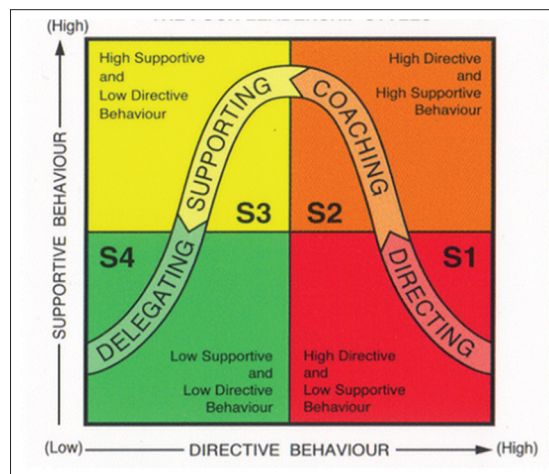 (High)
High Supportive
and
Low Directive
Behaviour
High Directive
and
High Supportive
Behaviour
SUPPORTING
COACHING
S3
S2
S4
S1
DELEGATING
DIRECTING
Low Supportive
and
Low Directive
Behaviour
High Directive
and
Low Supportive
Behaviour
SUPPORTIVE BEHAVIOUR
(Low)
DIRECTIVE BEHAVIOUR
(High)